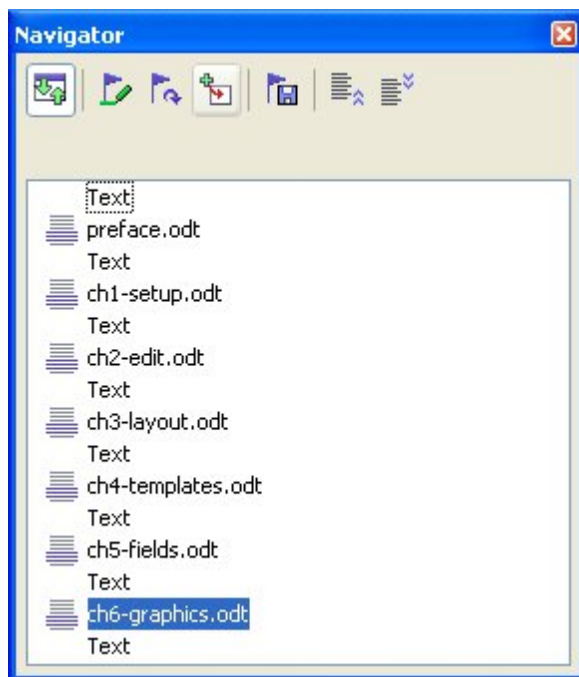 Navigator
Text
preface.odt
Text
ch1-setup.odt
Text
ch2-edit.odt
Text
ch3-layout.odt
Text
ch4-templates.odt
Text
ch5-fields.odt
Text
ch6-graphics.odt
Text